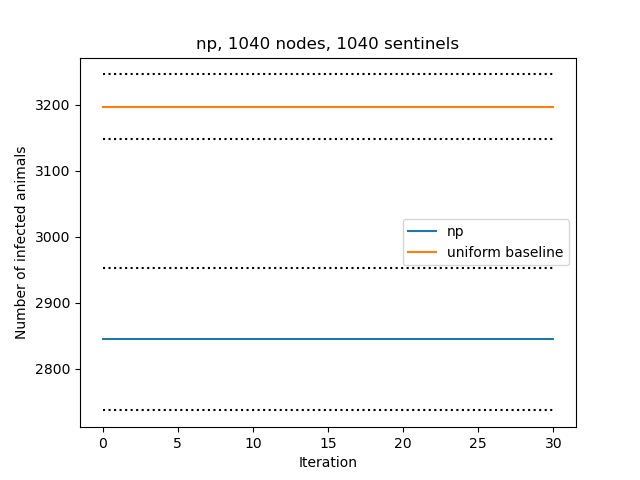 np, 1040 nodes, 1040 sentinels
3200
3100
3000
2900
2800
Number of infected animals
np
uniform baseline
0 5 10 15 20 25 30
Iteration